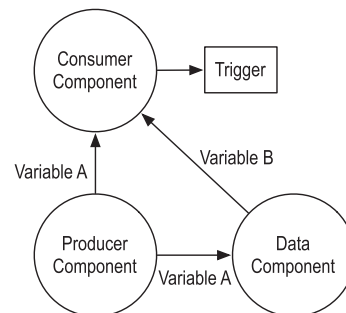 Consumer
Component
Trigger
Variable B
Variable A
Producer
Component
Data
Component
Variable A